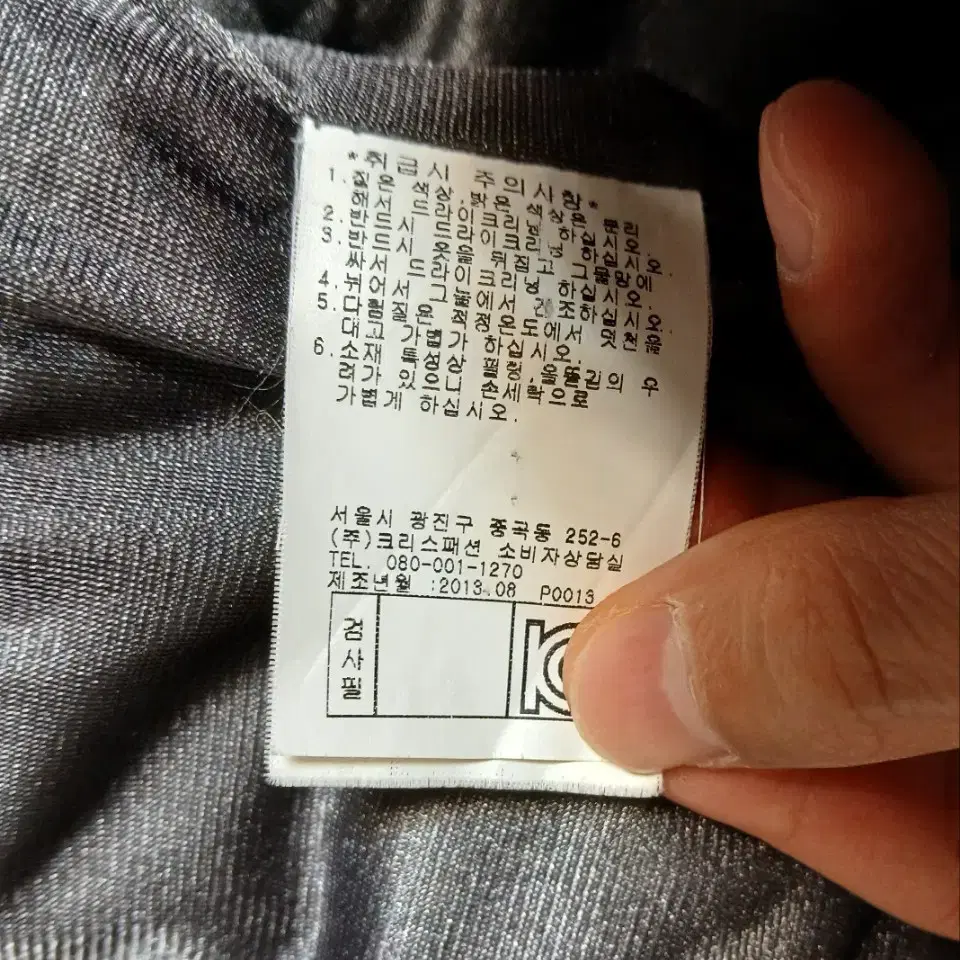 *취급시 주의사항*
1.짙은 색상,밝은 색상은 분리
해서 드라이크리닝 하십시오.
2.반드시 드라이크리닝 하십시오.
3.반드시 옷을 뒤집고 그물망에
싸서 드라이크리닝 하십시오.
4.뉘어서 그늘에서 건조하십시오.
5.다림질은 적정온도에서 덧천을
대고 가볍가 하십시오.
6.소재 특성상 필링,올뜯김의 우
려가 있으니 손세탁으로
가볍게 하십시오.
서울시 광진구 중곡동 252-6
(주)크리스패션 소비자상담실
TEL. 080-001-1270
제조년월 :2013.08 P0013
검사필